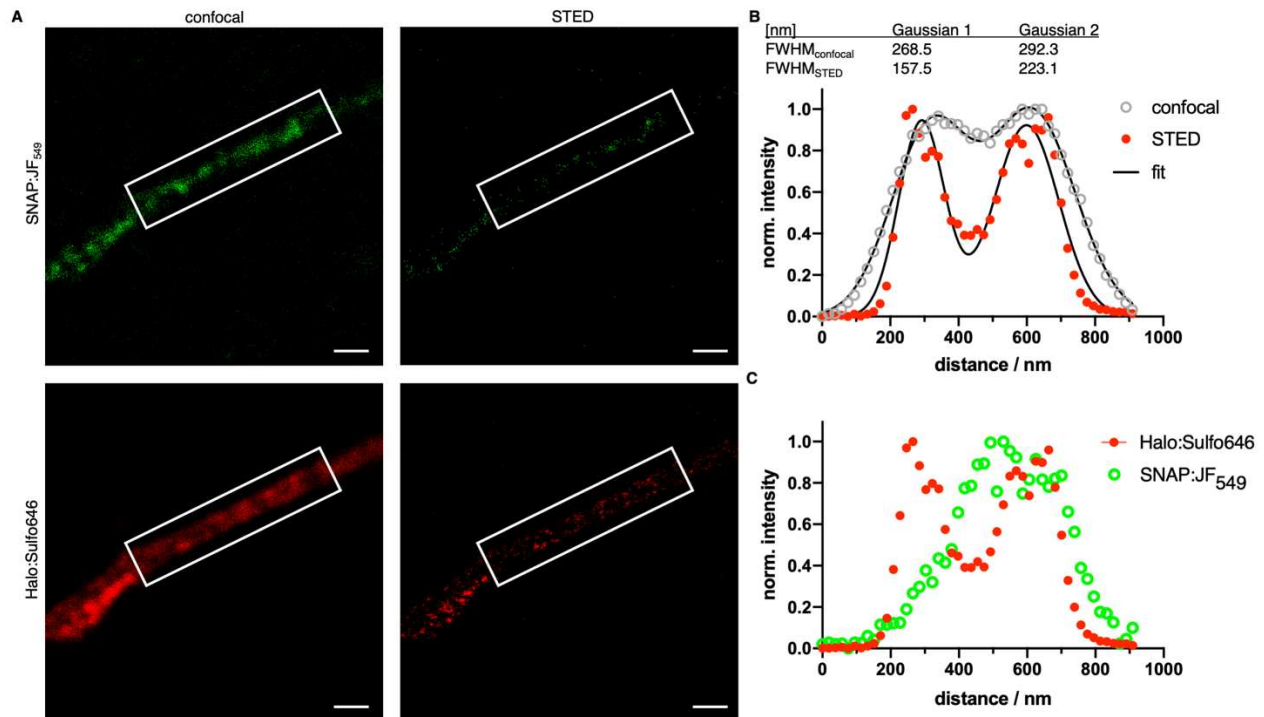 A
confocal
STED
SNAP:JF549
Halo:Sulfo646
B
[nm] Gaussian 1 Gaussian 2
FWHMconfocal 268.5 292.3
FWHMSTED 157.5 223.1
norm. intensity
1.0
0.8
0.6
0.4
0.2
0.0
0 200 400 600 800 1000
distance / nm
confocal
STED
fit
C
norm. intensity
1.0
0.8
0.6
0.4
0.2
0.0
0 200 400 600 800 1000
distance / nm
Halo:Sulfo646
SNAP:JF549